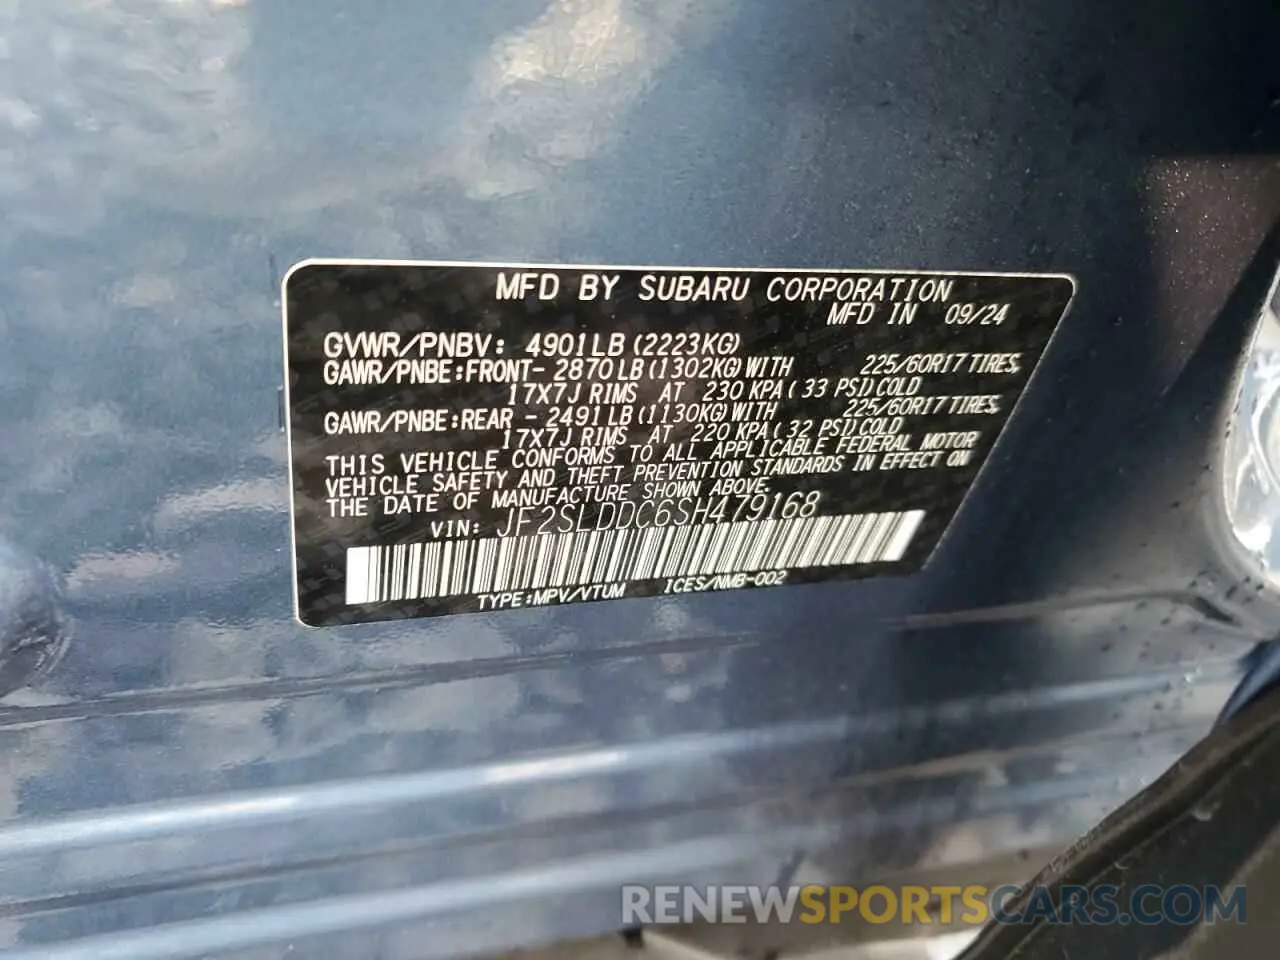 MFD BY SUBARU CORPORATION
MFD IN 09/24
GVWR/PNBV: 4901LB (2223KG)
GAWR/PNBE:FRONT- 2870LB (1302KG) WITH 225/60R17 TIRES,
17X7J RIMS AT 230 KPA ( 33 PSI) COLD
GAWR/PNBE:REAR - 2491LB (1130KG) WITH 225/60R17 TIRES,
17X7J RIMS AT 220 KPA ( 32 PSI) COLD
THIS VEHICLE CONFORMS TO ALL APPLICABLE FEDERAL MOTOR
VEHICLE SAFETY AND THEFT PREVENTION STANDARDS IN EFFECT ON
THE DATE OF MANUFACTURE SHOWN ABOVE.
VIN: JF2SLDDC6SH479168
TYPE:MPV/VTUM ICES/NMB-002
RENEWSPORTSCARS.COM